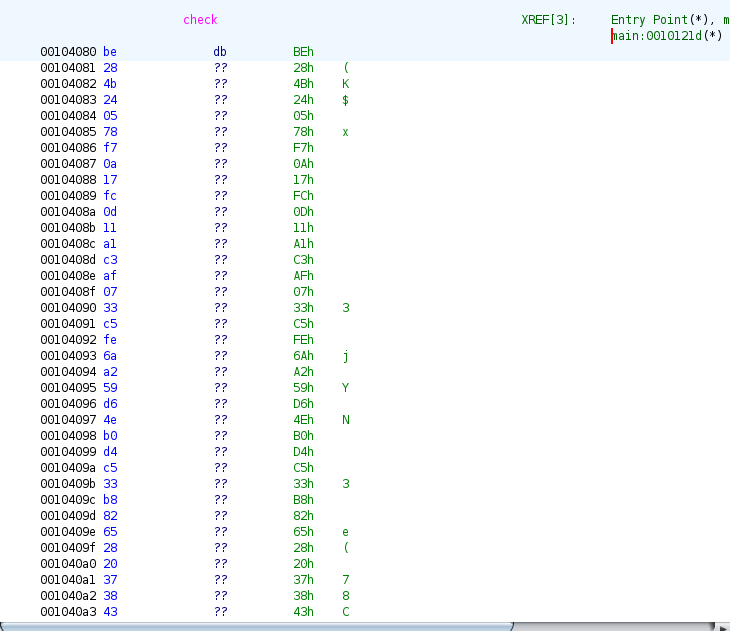 check XREF[3]: Entry Point(*), m
main:0010121d(*)
00104080 be db BEh
00104081 28 ?? 28h (
00104082 4b ?? 4Bh K
00104083 24 ?? 24h $
00104084 05 ?? 05h
00104085 78 ?? 78h x
00104086 f7 ?? F7h
00104087 0a ?? 0Ah
00104088 17 ?? 17h
00104089 fc ?? FCh
0010408a 0d ?? 0Dh
0010408b 11 ?? 11h
0010408c a1 ?? A1h
0010408d c3 ?? C3h
0010408e af ?? AFh
0010408f 07 ?? 07h
00104090 33 ?? 33h 3
00104091 c5 ?? C5h
00104092 fe ?? FEh
00104093 6a ?? 6Ah j
00104094 a2 ?? A2h
00104095 59 ?? 59h Y
00104096 d6 ?? D6h
00104097 4e ?? 4Eh N
00104098 b0 ?? B0h
00104099 d4 ?? D4h
0010409a c5 ?? C5h
0010409b 33 ?? 33h 3
0010409c b8 ?? B8h
0010409d 82 ?? 82h
0010409e 65 ?? 65h e
0010409f 28 ?? 28h (
001040a0 20 ?? 20h
001040a1 37 ?? 37h 7
001040a2 38 ?? 38h 8
001040a3 43 ?? 43h C